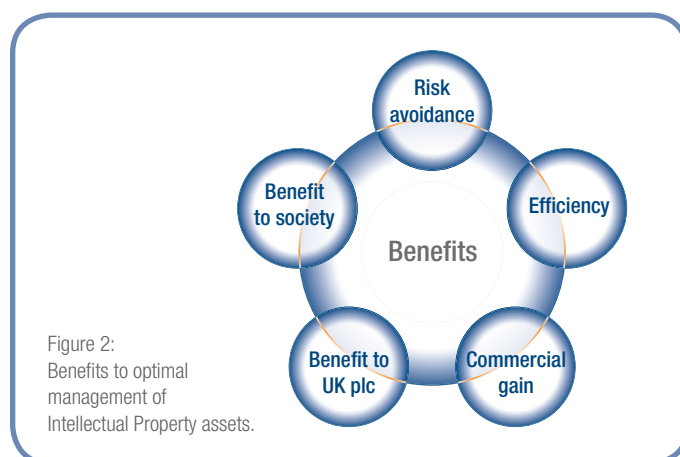 Risk
avoidance
Benefit
to society
Efficiency
Benefits
Benefit to
UK plc
Commercial
gain
Figure 2:
Benefits to optimal
management of
Intellectual Property assets.